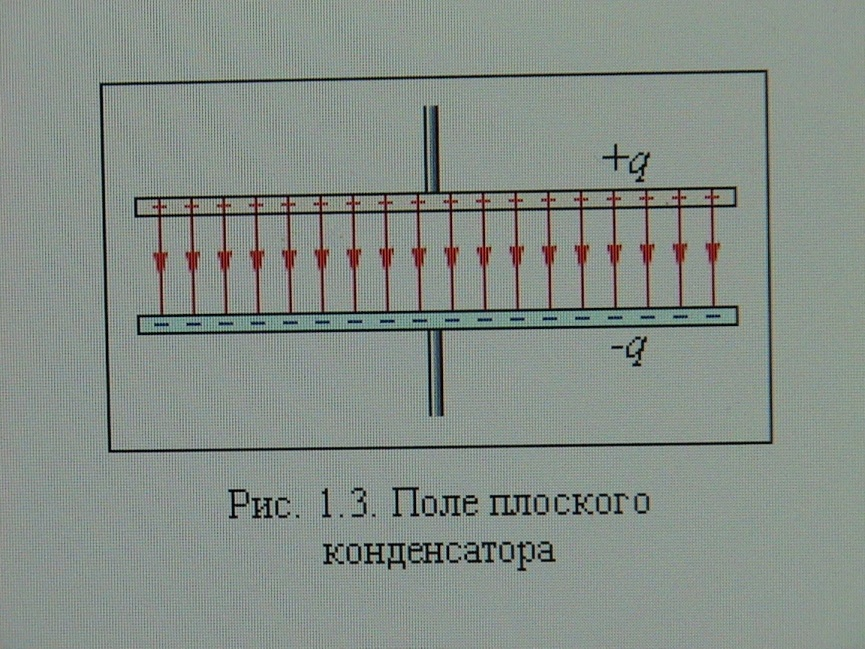 +q
-q
Рис. 1.3. Поле плоского
конденсатора